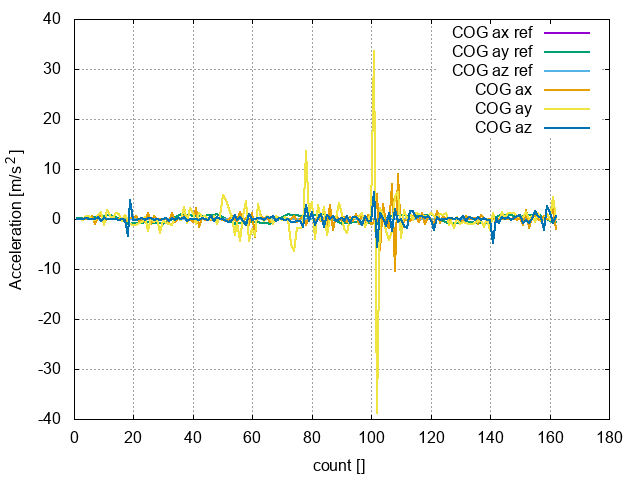 40
30
20
10
0
-10
-20
-30
-40
0 20 40 60 80 100 120 140 160 180
Acceleration [m/s²]
count []
COG ax ref
COG ay ref
COG az ref
COG ax
COG ay
COG az